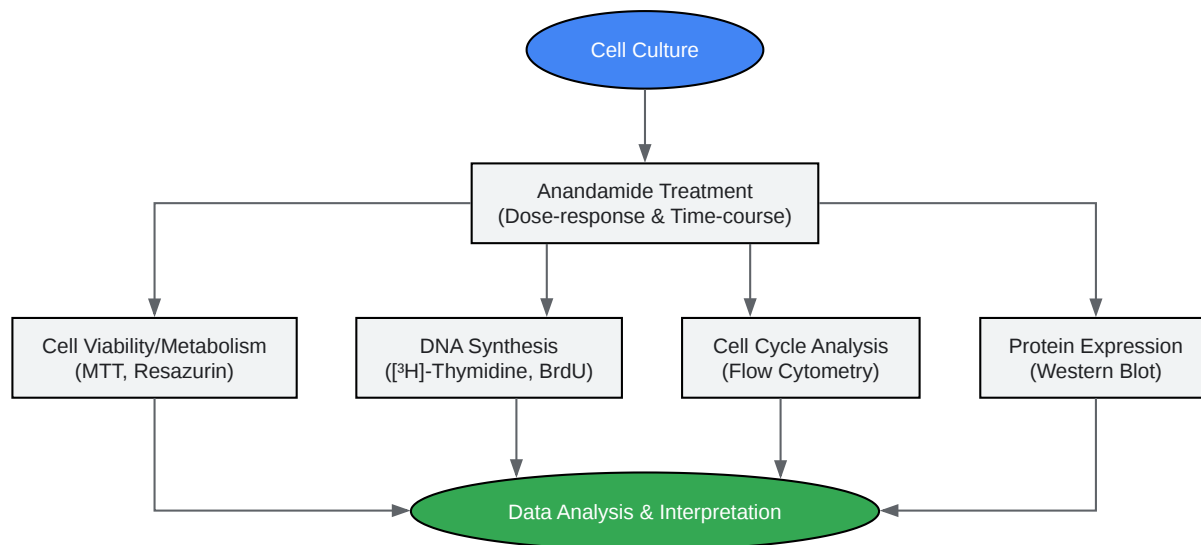 Cell Culture
Anandamide Treatment
(Dose-response & Time-course)
Cell Viability/Metabolism
(MTT, Resazurin)
DNA Synthesis
([³H]-Thymidine, BrdU)
Cell Cycle Analysis
(Flow Cytometry)
Protein Expression
(Western Blot)
Data Analysis & Interpretation